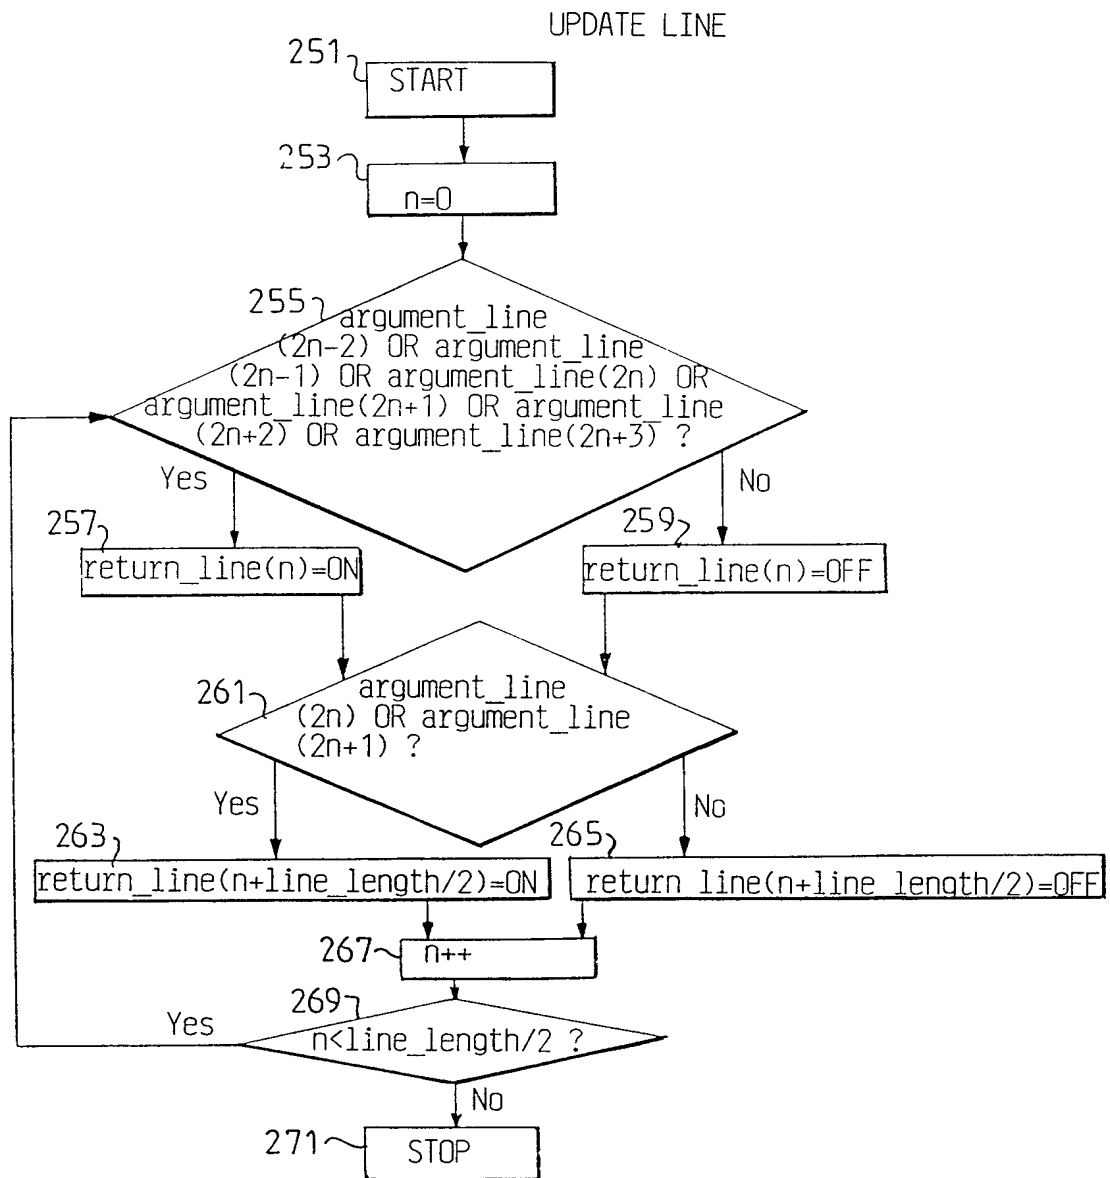 UPDATE LINE
251
START
253
n=0
255
argument_line
(2n-2) OR argument_line
(2n-1) OR argument_line(2n) OR
argument_line(2n+1) OR argument_line
(2n+2) OR argument_line(2n+3) ?
Yes
No
257
return_line(n)=ON
259
return_line(n)=OFF
261
argument_line
(2n) OR argument_line
(2n+1) ?
Yes
No
263
return_line(n+line_length/2)=ON
265
return line(n+line_length/2)=OFF
267
n++
269
Yes
n<line_length/2 ?
No
271
STOP